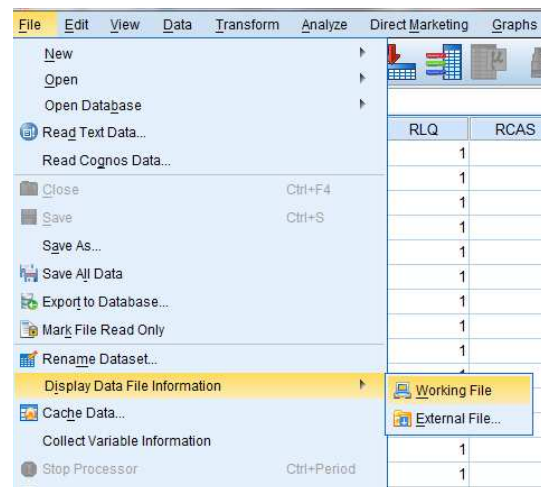 File Edit View Data Transform Analyze Direct Marketing Graphs
New
Open
Open Database
Read Text Data...
Read Cognos Data...
Close Ctrl+F4
Save Ctrl+S
Save As...
Save All Data
Export to Database...
Mark File Read Only
Rename Dataset...
Display Data File Information
Cache Data...
Collect Variable Information
Stop Processor Ctrl+Period
Working File
External File...
RLQ RCAS
1
1
1
1
1
1
1
1
1
1
1